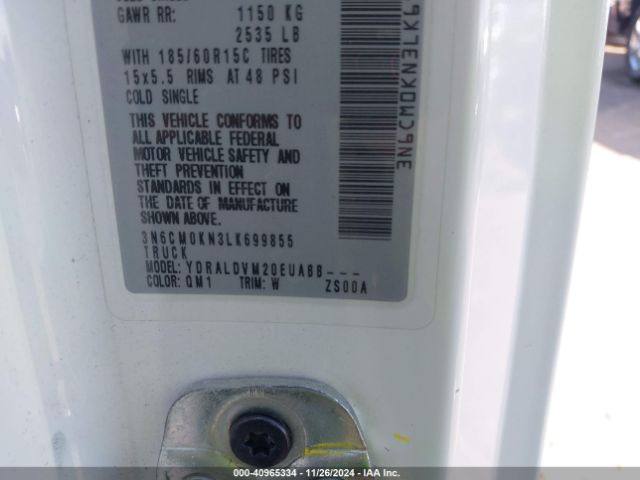 GAWR RR: 1150 KG
2535 LB
WITH 185/60R15C TIRES
15x5.5 RIMS AT 48 PSI
COLD SINGLE
THIS VEHICLE CONFORMS TO
ALL APPLICABLE FEDERAL
MOTOR VEHICLE SAFETY AND
THEFT PREVENTION
STANDARDS IN EFFECT ON
THE DATE OF MANUFACTURE
SHOWN ABOVE.
3N6CM0KN3LK699855
TRUCK
MODEL: YDRALDVM20EUABB---
COLOR: QM1 TRIM: W ZS00A
3N6CM0KN3LK6
000-40965334 - 11/26/2024 - IAA Inc.